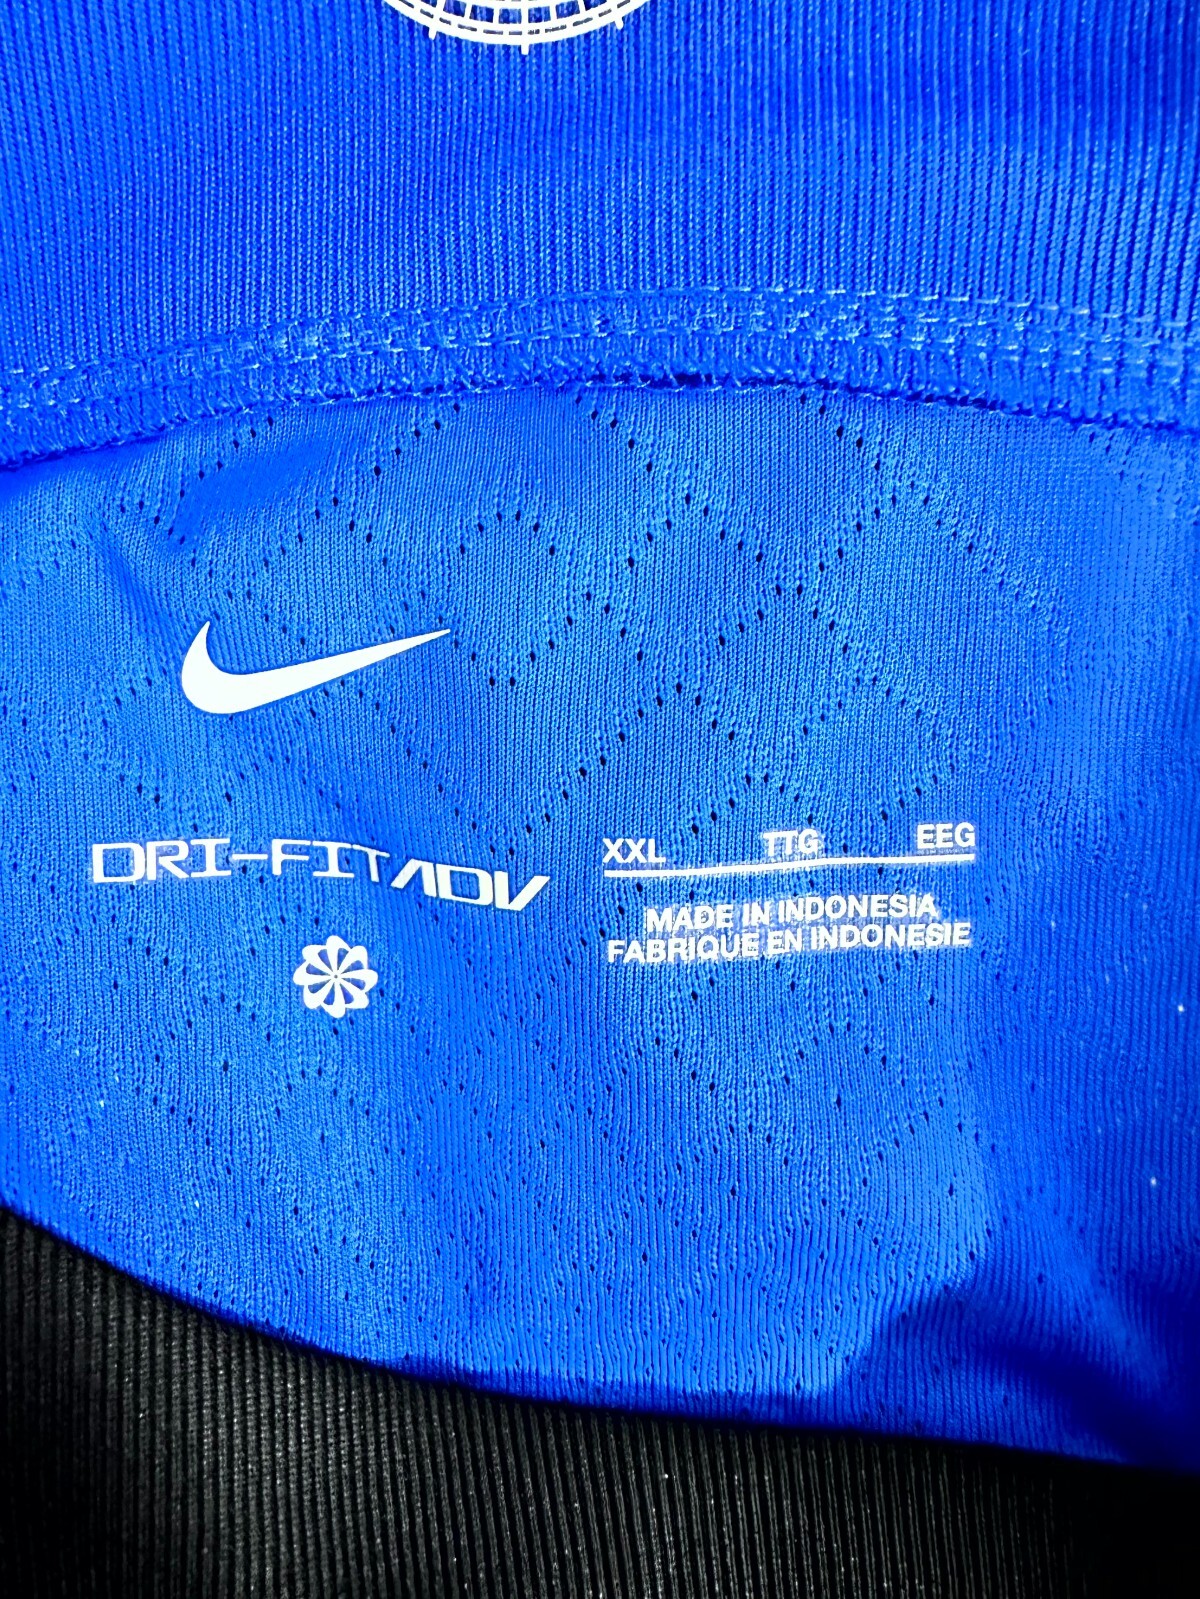 DRI-FIT ADV
XXL TTG EEG
MADE IN INDONESIA
FABRIQUE EN INDONESIE